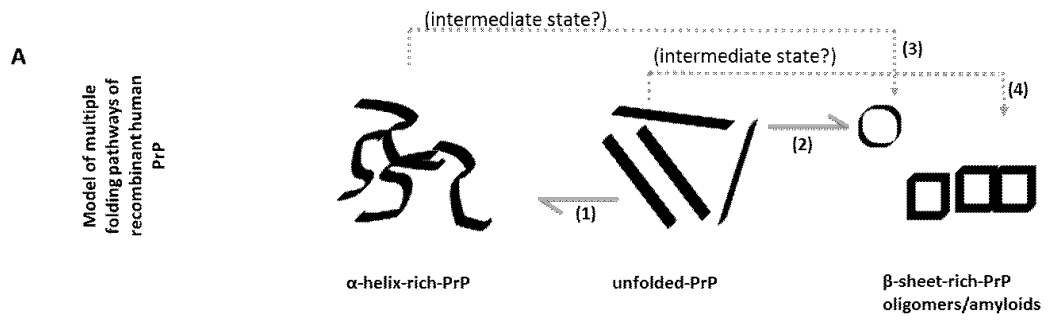 A
Model of multiple
folding pathways of
recombinant human
PrP
(intermediate state?)
(3)
(intermediate state?)
(4)
(2)
(1)
α-helix-rich-PrP
unfolded-PrP
β-sheet-rich-PrP
oligomers/amyloids